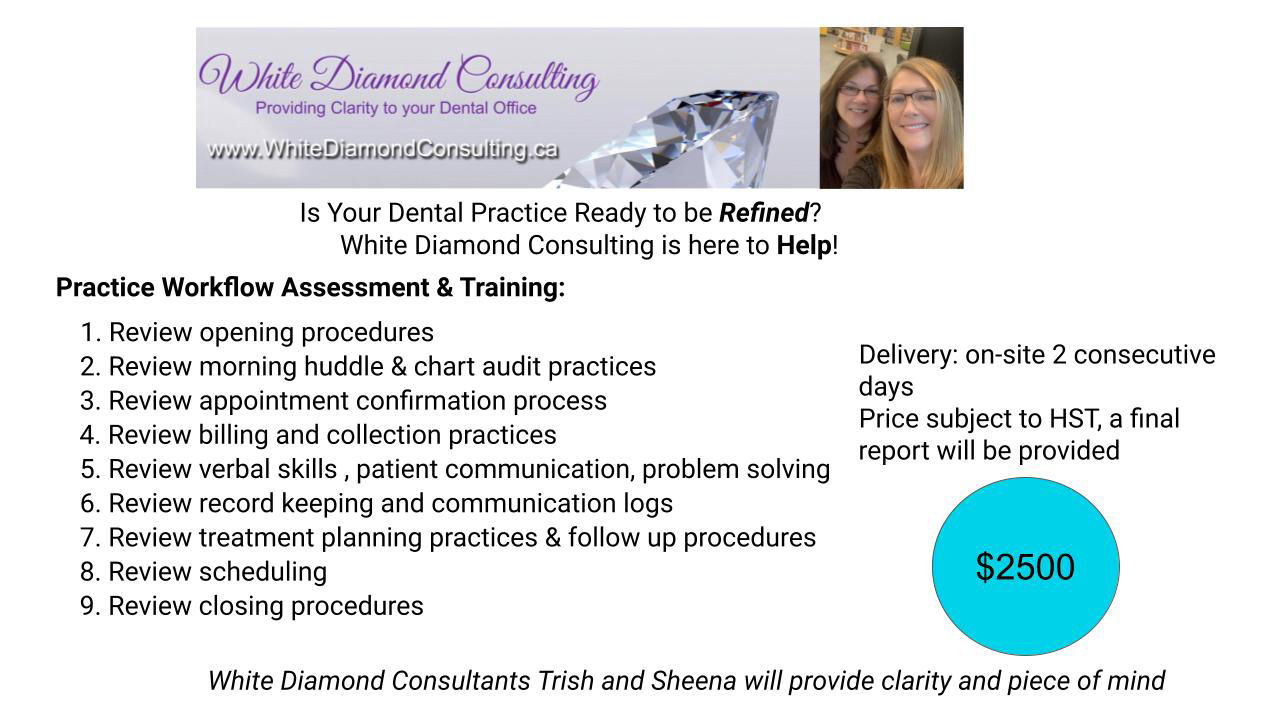 White Diamond Consulting
Providing Clarity to your Dental Office
www.WhiteDiamondConsulting.ca
Is Your Dental Practice Ready to be Refined?
White Diamond Consulting is here to Help!
Practice Workflow Assessment & Training:
1. Review opening procedures
2. Review morning huddle & chart audit practices
3. Review appointment confirmation process
4. Review billing and collection practices
5. Review verbal skills , patient communication, problem solving
6. Review record keeping and communication logs
7. Review treatment planning practices & follow up procedures
8. Review scheduling
9. Review closing procedures
Delivery: on-site 2 consecutive
days
Price subject to HST, a final
report will be provided
$2500
White Diamond Consultants Trish and Sheena will provide clarity and piece of mind